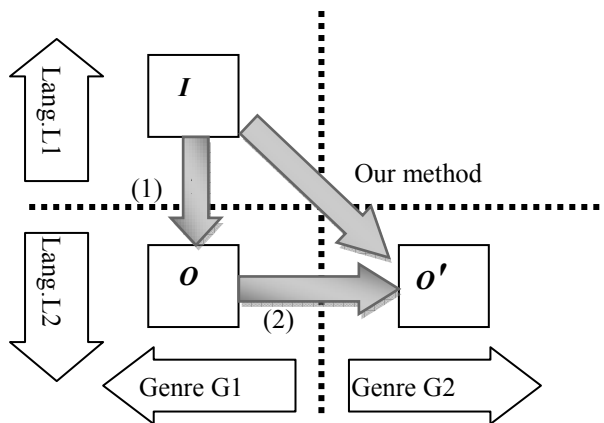 Lang.L1
I
(1)
Our method
Lang.L2
O
O'
(2)
Genre G1
Genre G2